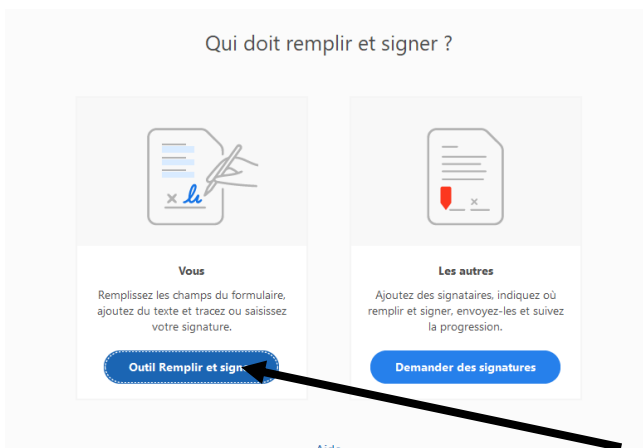 Qui doit remplir et signer ?
Vous
Remplissez les champs du formulaire,
ajoutez du texte et tracez ou saisissez
votre signature.
Outil Remplir et sign
Les autres
Ajoutez des signataires, indiquez où
remplir et signer, envoyez-les et suivez
la progression.
Demander des signatures